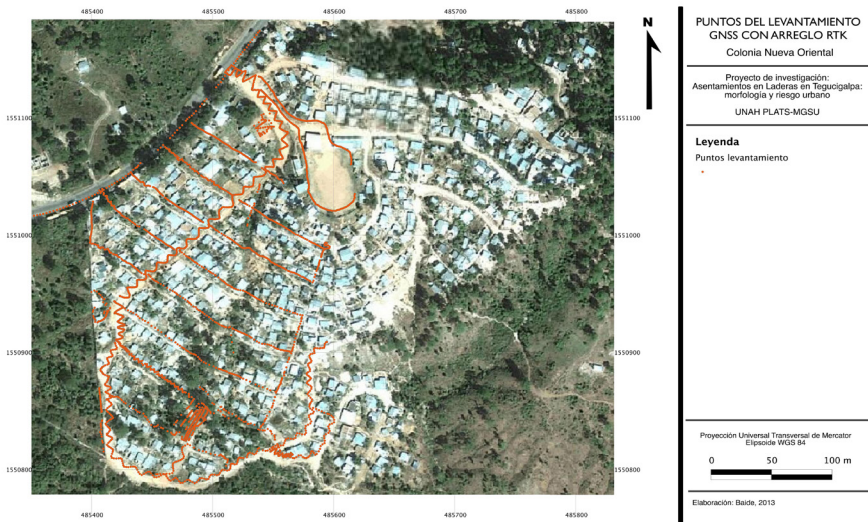 485400 485500 485600 485700 485800
N
1551100 1551100
1551000 1551000
1550900 1550900
1550800 1550800
485400 485500 485600 485700 485800
PUNTOS DEL LEVANTAMIENTO
GNSS CON ARREGLO RTK
Colonia Nueva Oriental
Proyecto de investigación:
Asentamientos en Laderas en Tegucigalpa:
morfología y riesgo urbano
UNAH PLATS-MGSU
Leyenda
Puntos levantamiento
Proyección Universal Transversal de Mercator
Elipsoide WGS 84
0 50 100 m
Elaboración: Baide, 2013